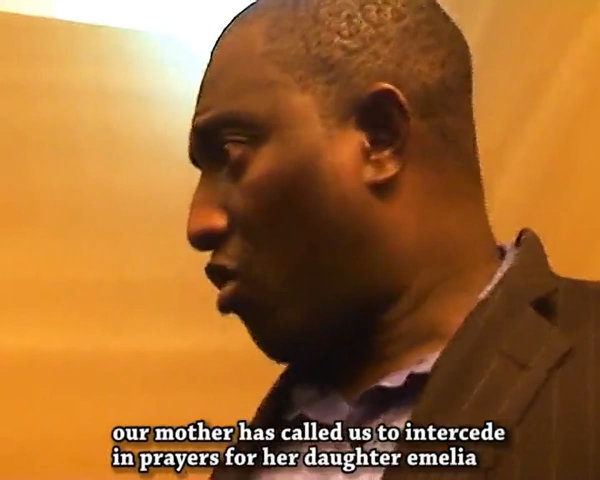 our mother has called us to intercede
in prayers for her daughter emelia